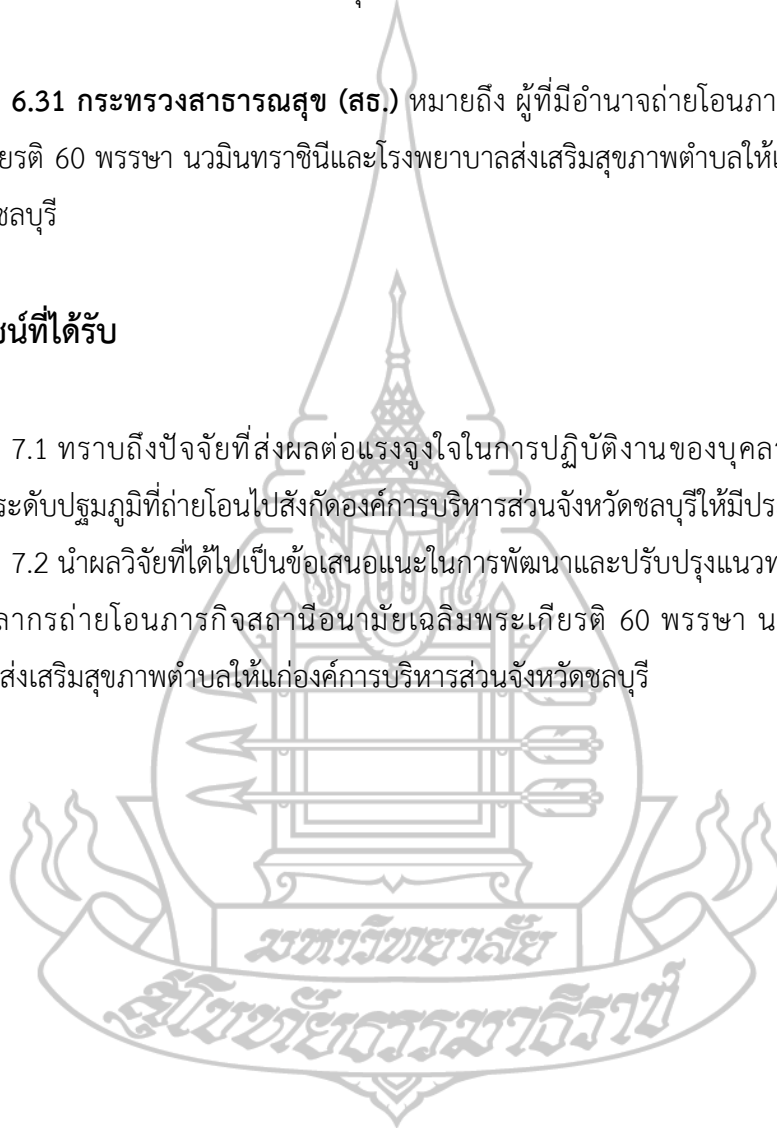 6.31 กระทรวงสาธารณสุข (สธ.) หมายถึง ผู้ที่มีอำนาจถ่ายโอนภา
ยรติ 60 พรรษา นวมินทราชินีและโรงพยาบาลส่งเสริมสุขภาพตำบลให้แ
ชลบุรี
ชน์ที่ได้รับ
7.1 ทราบถึงปัจจัยที่ส่งผลต่อแรงจูงใจในการปฏิบัติงานของบุคลา
ระดับปฐมภูมิที่ถ่ายโอนไปสังกัดองค์การบริหารส่วนจังหวัดชลบุรีให้มีประ
7.2 นำผลวิจัยที่ได้ไปเป็นข้อเสนอแนะในการพัฒนาและปรับปรุงแนวท
ลากรถ่ายโอนภารกิจสถานีอนามัยเฉลิมพระเกียรติ 60 พรรษา น
ส่งเสริมสุขภาพตำบลให้แก่องค์การบริหารส่วนจังหวัดชลบุรี
มหาวิทยาลัย
สุโขทัยธรรมาธิราช